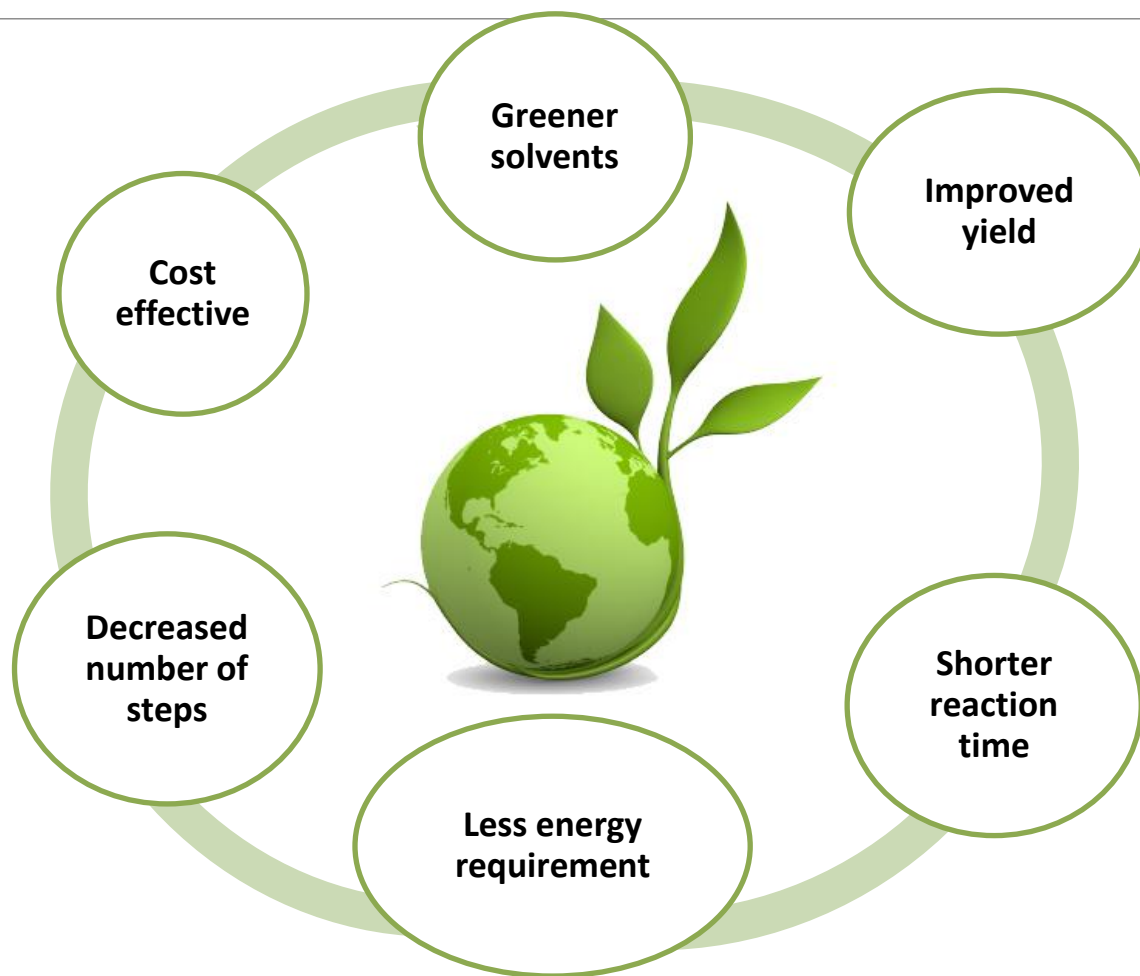 Greener
solvents
Improved
yield
Shorter
reaction
time
Less energy
requirement
Decreased
number of
steps
Cost
effective